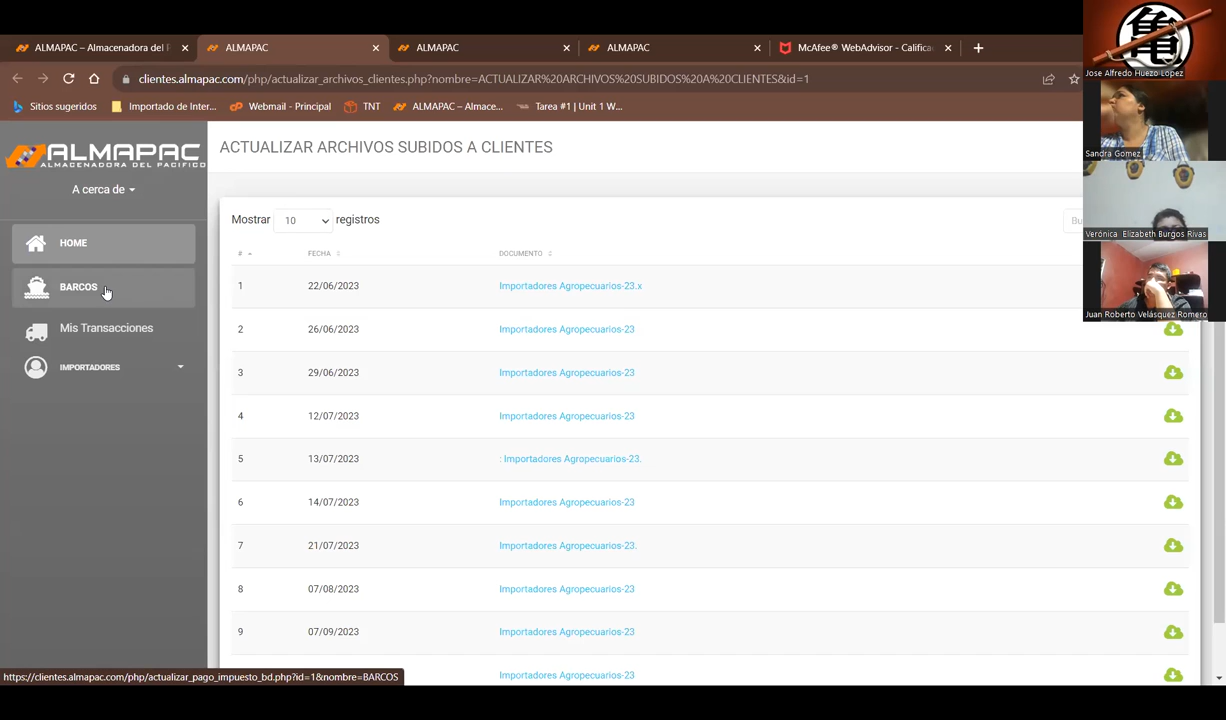 ALMAPAC – Almacenadora del P
ALMAPAC
ALMAPAC
ALMAPAC
McAfee® WebAdvisor - Califica
clientes.almapac.com/php/actualizar_archivos_clientes.php?nombre=ACTUALIZAR%20ARCHIVOS%20SUBIDOS%20A%20CLIENTES&id=1
Sitios sugeridos
Importado de Inter...
Webmail - Principal
TNT
ALMAPAC – Almace...
Tarea #1 | Unit 1 W...
亀
Jose Alfredo Huezo Lopez
Sandra Gomez
Verónica Elizabeth Burgos Rivas
Juan Roberto Velásquez Romero
ALMAPAC
ALMACENADORA DEL PACIFICO
A cerca de
HOME
BARCOS
Mis Transacciones
IMPORTADORES
ACTUALIZAR ARCHIVOS SUBIDOS A CLIENTES
Mostrar 10 registros
Bu
# FECHA DOCUMENTO
1 22/06/2023 Importadores Agropecuarios-23.x
2 26/06/2023 Importadores Agropecuarios-23
3 29/06/2023 Importadores Agropecuarios-23
4 12/07/2023 Importadores Agropecuarios-23
5 13/07/2023 : Importadores Agropecuarios-23.
6 14/07/2023 Importadores Agropecuarios-23
7 21/07/2023 Importadores Agropecuarios-23.
8 07/08/2023 Importadores Agropecuarios-23
9 07/09/2023 Importadores Agropecuarios-23
Importadores Agropecuarios-23
https://clientes.almapac.com/php/actualizar_pago_impuesto_bd.php?id=1&nombre=BARCOS